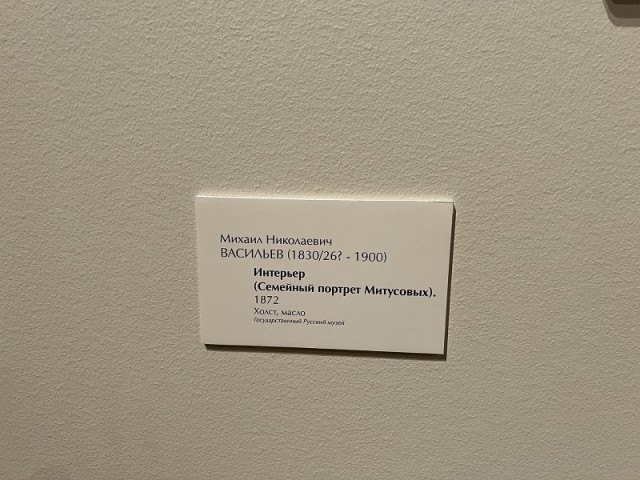 Михаил Николаевич
ВАСИЛЬЕВ (1830/26? - 1900)
Интерьер
(Семейный портрет Митусовых).
1872
Холст, масло
Государственный Русский музей